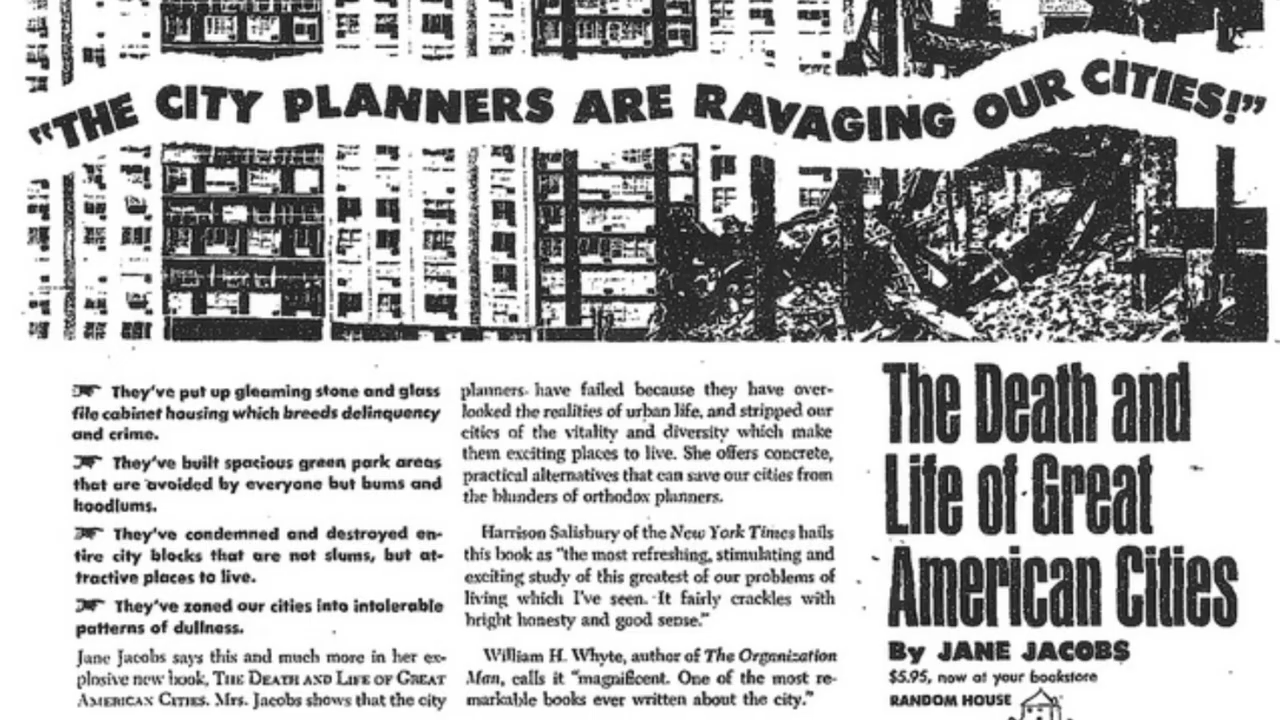 "THE CITY PLANNERS ARE RAVAGING OUR CITIES!"
They've put up gleaming stone and glass
file cabinet housing which breeds delinquency
and crime.
They've built spacious green park areas
that are avoided by everyone but bums and
hoodlums.
They've condemned and destroyed en-
tire city blocks that are not slums, but at-
tractive places to live.
They've zoned our cities into intolerable
patterns of dullness.
Jane Jacobs says this and much more in her ex-
plosive new book, THE DEATH AND LIFE OF GREAT
AMERICAN CITIES. Mrs. Jacobs shows that the city
planners have failed because they have over-
looked the realities of urban life, and stripped our
cities of the vitality and diversity which make
them exciting places to live. She offers concrete,
practical alternatives that can save our cities from
the blunders of orthodox planners.
Harrison Salisbury of the New York Times hails
this book as "the most refreshing, stimulating and
exciting study of this greatest of our problems of
living which I've seen. It fairly crackles with
bright honesty and good sense."
William H. Whyte, author of The Organization
Man, calls it "magnificent. One of the most re-
markable books ever written about the city."
The Death and
Life of Great
American Cities
By JANE JACOBS
$5.95, now at your bookstore
RANDOM HOUSE